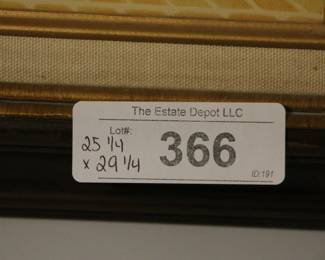 The Estate Depot LLC
Lot#:
25 1/4
x 29 1/4
366
ID:191